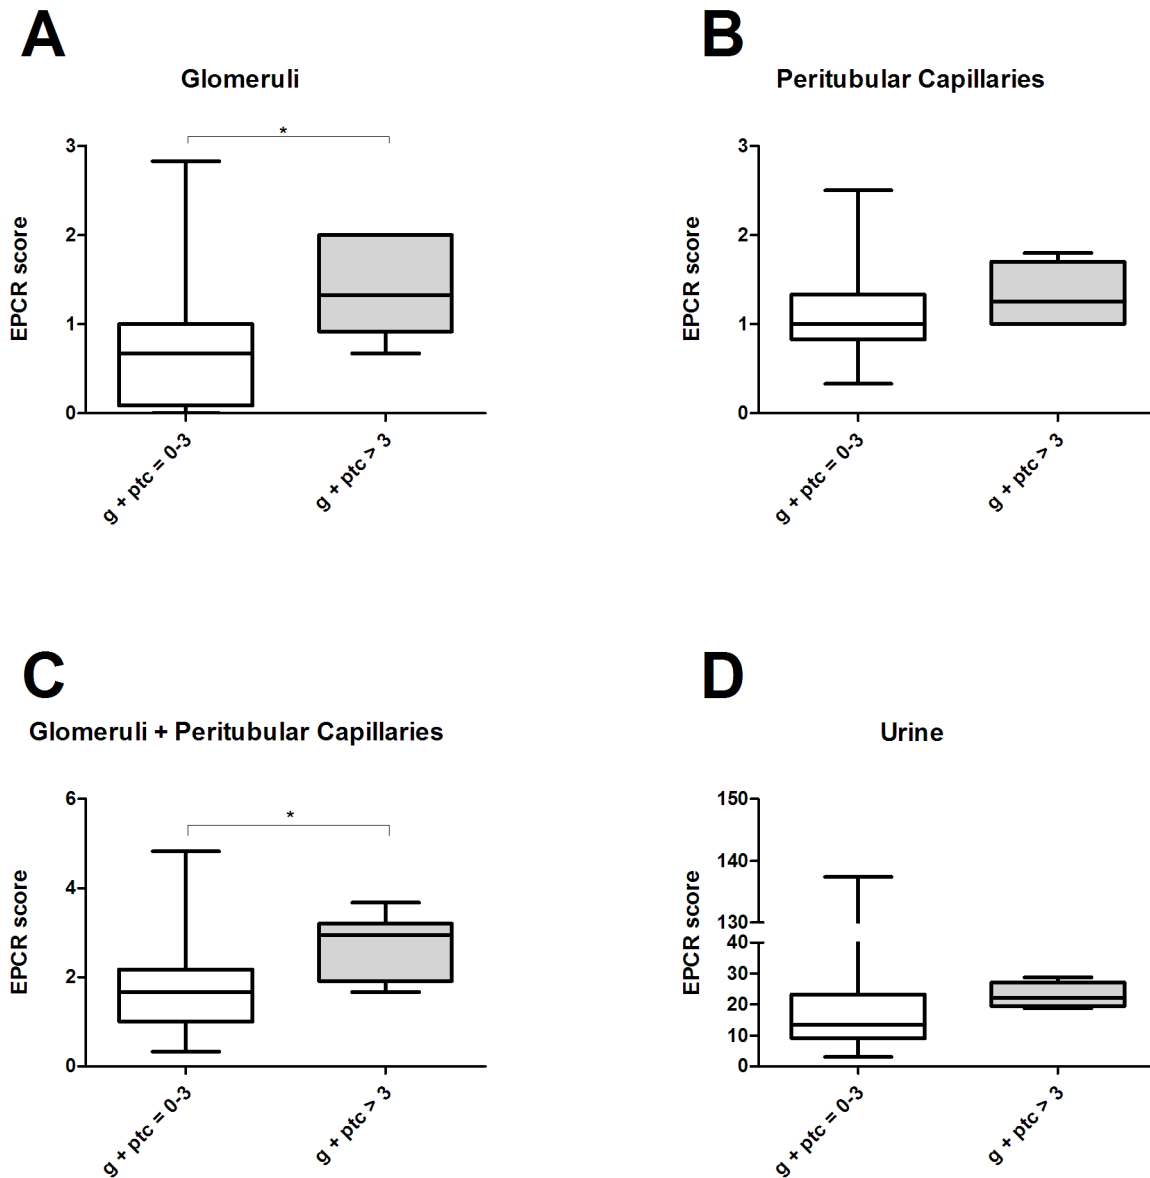 A
Glomeruli
*
EPCR score
3
2
1
0
g + ptc = 0-3
g + ptc > 3
B
Peritubular Capillaries
EPCR score
3
2
1
0
g + ptc = 0-3
g + ptc > 3
C
Glomeruli + Peritubular Capillaries
*
EPCR score
6
4
2
0
g + ptc = 0-3
g + ptc > 3
D
Urine
EPCR score
150
140
130
40
30
20
10
0
g + ptc = 0-3
g + ptc > 3